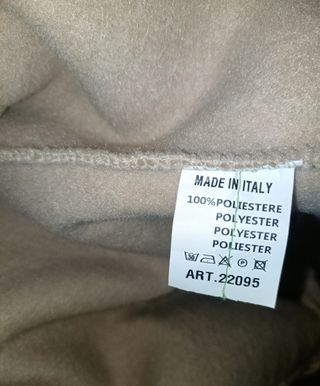 MADE IN ITALY
100%POLIESTERE
POLYESTER
POLYESTER
POLIESTER
ART.22095